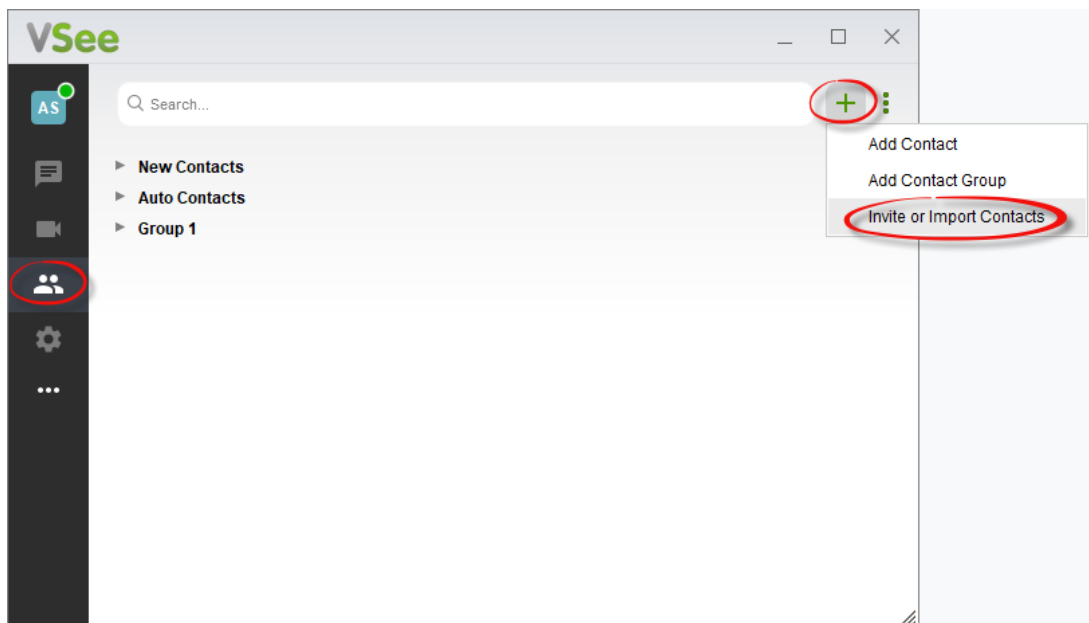 VSee
AS
Search...
Add Contact
New Contacts
Add Contact Group
Auto Contacts
Invite or Import Contacts
Group 1